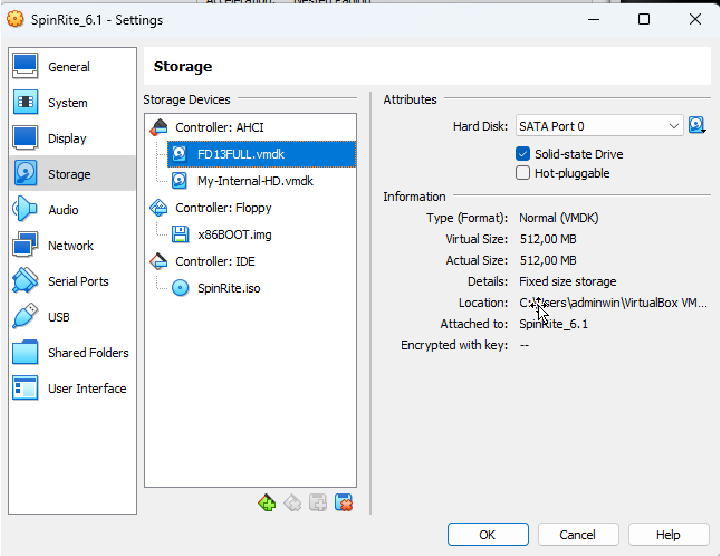 Acceleration: Nested Paging
SpinRite_6.1 - Settings
General
System
Display
Storage
Audio
Network
Serial Ports
USB
Shared Folders
User Interface
Storage
Storage Devices
Controller: AHCI
FD13FULL.vmdk
My-Internal-HD.vmdk
Controller: Floppy
x86BOOT.img
Controller: IDE
SpinRite.iso
Attributes
Hard Disk: SATA Port 0
Solid-state Drive
Hot-pluggable
Information
Type (Format): Normal (VMDK)
Virtual Size: 512,00 MB
Actual Size: 512,00 MB
Details: Fixed size storage
Location: C:\Users\adminwin\VirtualBox VM...
Attached to: SpinRite_6.1
Encrypted with key: --
OK
Cancel
Help